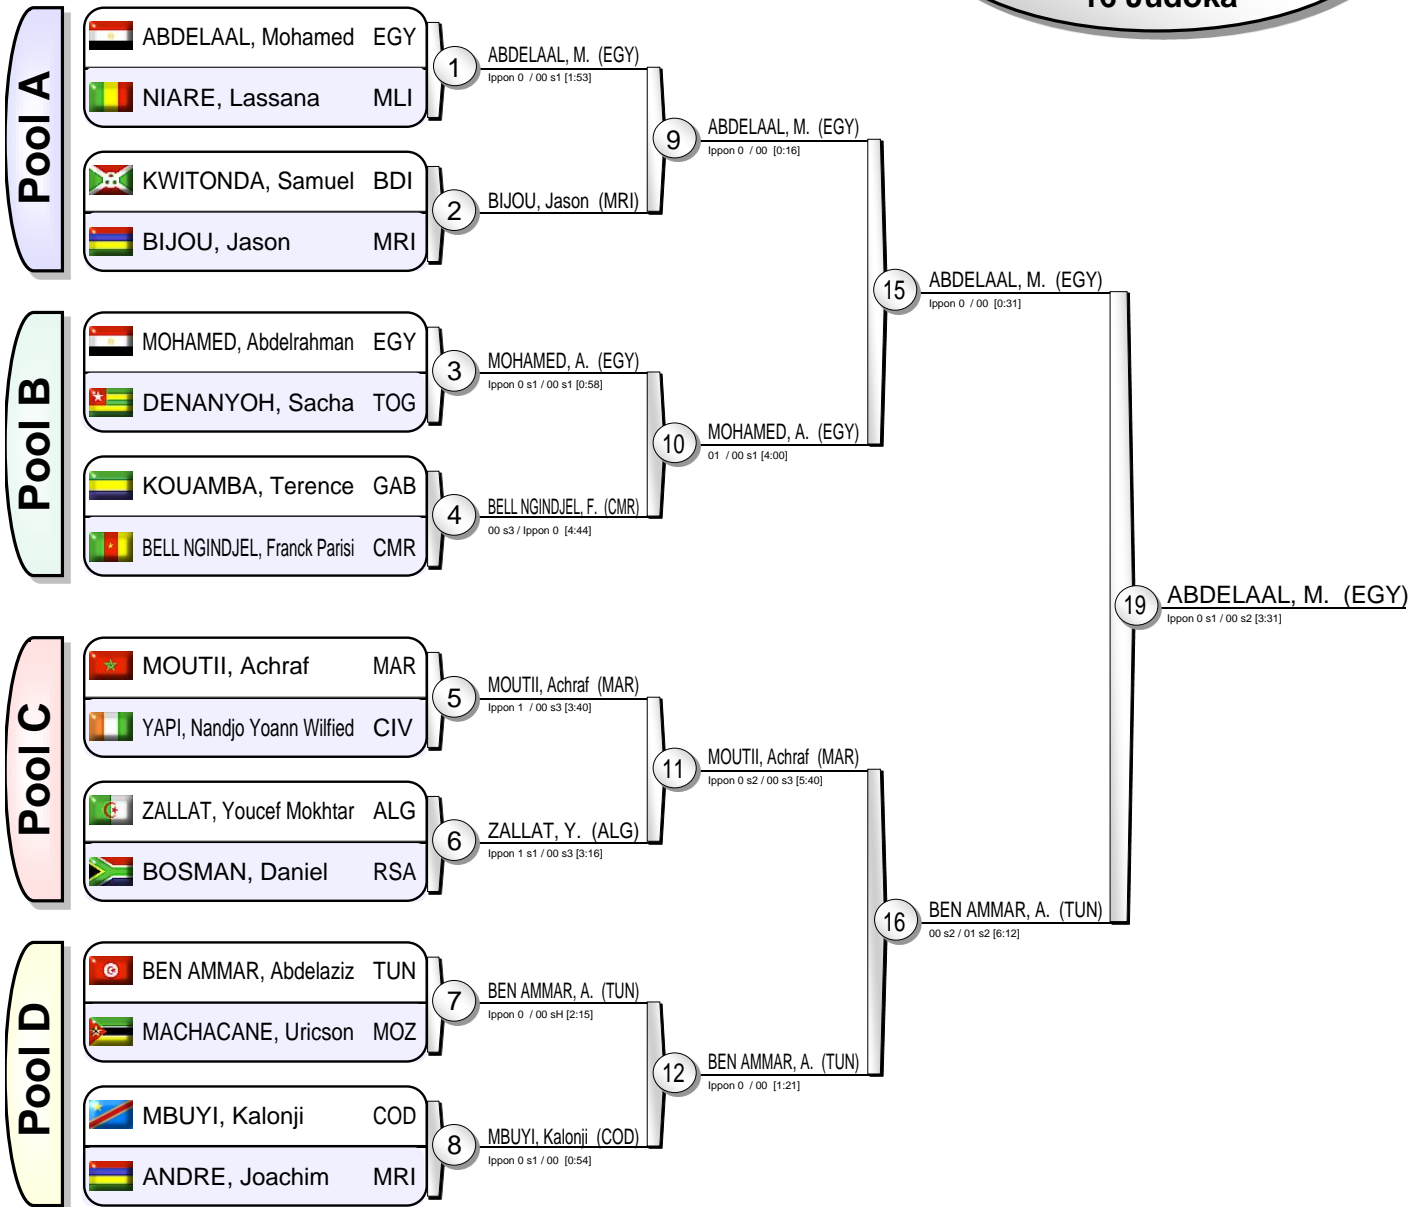 16 Judoka
Pool A
ABDELAAL, Mohamed EGY
NIARE, Lassana MLI
KWITONDA, Samuel BDI
BIJOU, Jason MRI
Pool B
MOHAMED, Abdelrahman EGY
DENANYOH, Sacha TOG
KOUAMBA, Terence GAB
BELL NGINDJEL, Franck Parisi CMR
Pool C
MOUTII, Achraf MAR
YAPI, Nandjo Yoann Wilfied CIV
ZALLAT, Youcef Mokhtar ALG
BOSMAN, Daniel RSA
Pool D
BEN AMMAR, Abdelaziz TUN
MACHACANE, Uricson MOZ
MBUYI, Kalonji COD
ANDRE, Joachim MRI
1
ABDELAAL, M. (EGY)
Ippon 0 / 00 s1 [1:53]
2
BIJOU, Jason (MRI)
3
MOHAMED, A. (EGY)
Ippon 0 s1 / 00 s1 [0:58]
4
BELL NGINDJEL, F. (CMR)
00 s3 / Ippon 0 [4:44]
5
MOUTII, Achraf (MAR)
Ippon 1 / 00 s3 [3:40]
6
ZALLAT, Y. (ALG)
Ippon 1 s1 / 00 s3 [3:16]
7
BEN AMMAR, A. (TUN)
Ippon 0 / 00 sH [2:15]
8
MBUYI, Kalonji (COD)
Ippon 0 s1 / 00 [0:54]
9
ABDELAAL, M. (EGY)
Ippon 0 / 00 [0:16]
10
MOHAMED, A. (EGY)
01 / 00 s1 [4:00]
11
MOUTII, Achraf (MAR)
Ippon 0 s2 / 00 s3 [5:40]
12
BEN AMMAR, A. (TUN)
Ippon 0 / 00 [1:21]
15
ABDELAAL, M. (EGY)
Ippon 0 / 00 [0:31]
16
BEN AMMAR, A. (TUN)
00 s2 / 01 s2 [6:12]
19
ABDELAAL, M. (EGY)
Ippon 0 s1 / 00 s2 [3:31]